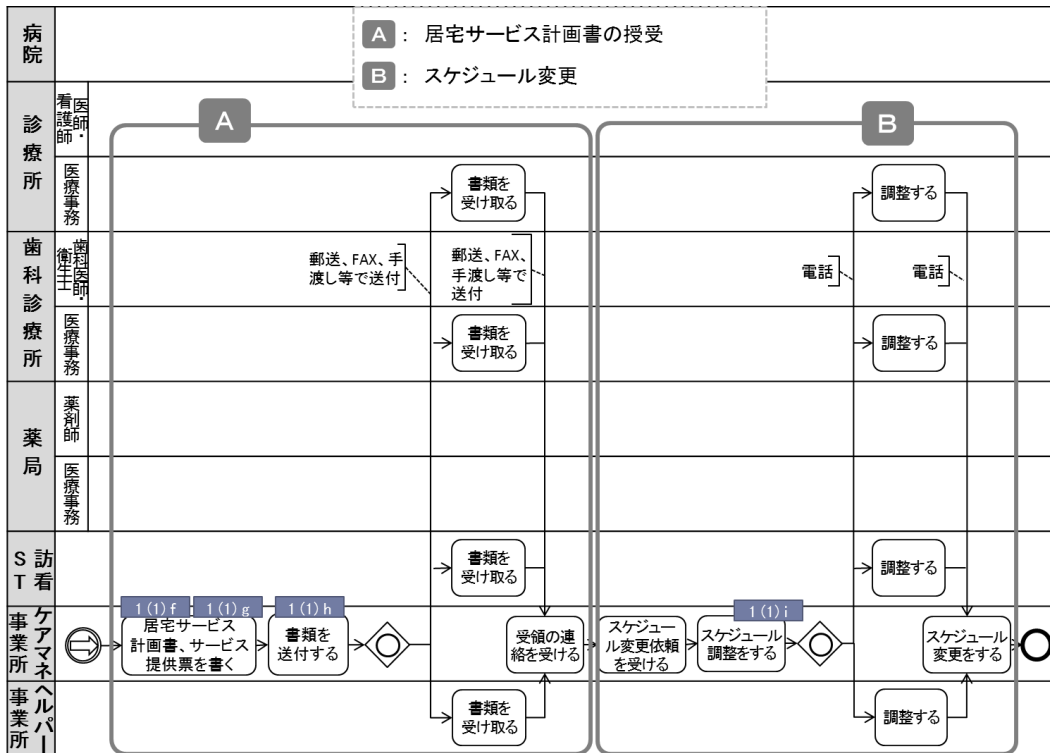 A : 居宅サービス計画書の授受
B : スケジュール変更
病院
診療所
医師・看護師
医療事務
歯科診療所
歯科医師・衛生士
医療事務
薬局
薬剤師
医療事務
訪看ST
ケアマネ事業所
ヘルパー事業所
A
書類を
受け取る
郵送、FAX、手
渡し等で送付
郵送、FAX、
手渡し等で
送付
書類を
受け取る
書類を
受け取る
1(1)f
1(1)g
居宅サービス
計画書、サービス
提供票を書く
1(1)h
書類を
送付する
受領の連
絡を受ける
書類を
受け取る
B
調整する
電話
電話
調整する
調整する
スケジュー
ル変更依頼
を受ける
1(1)i
スケジュール
調整をする
スケジュール
変更をする
調整する